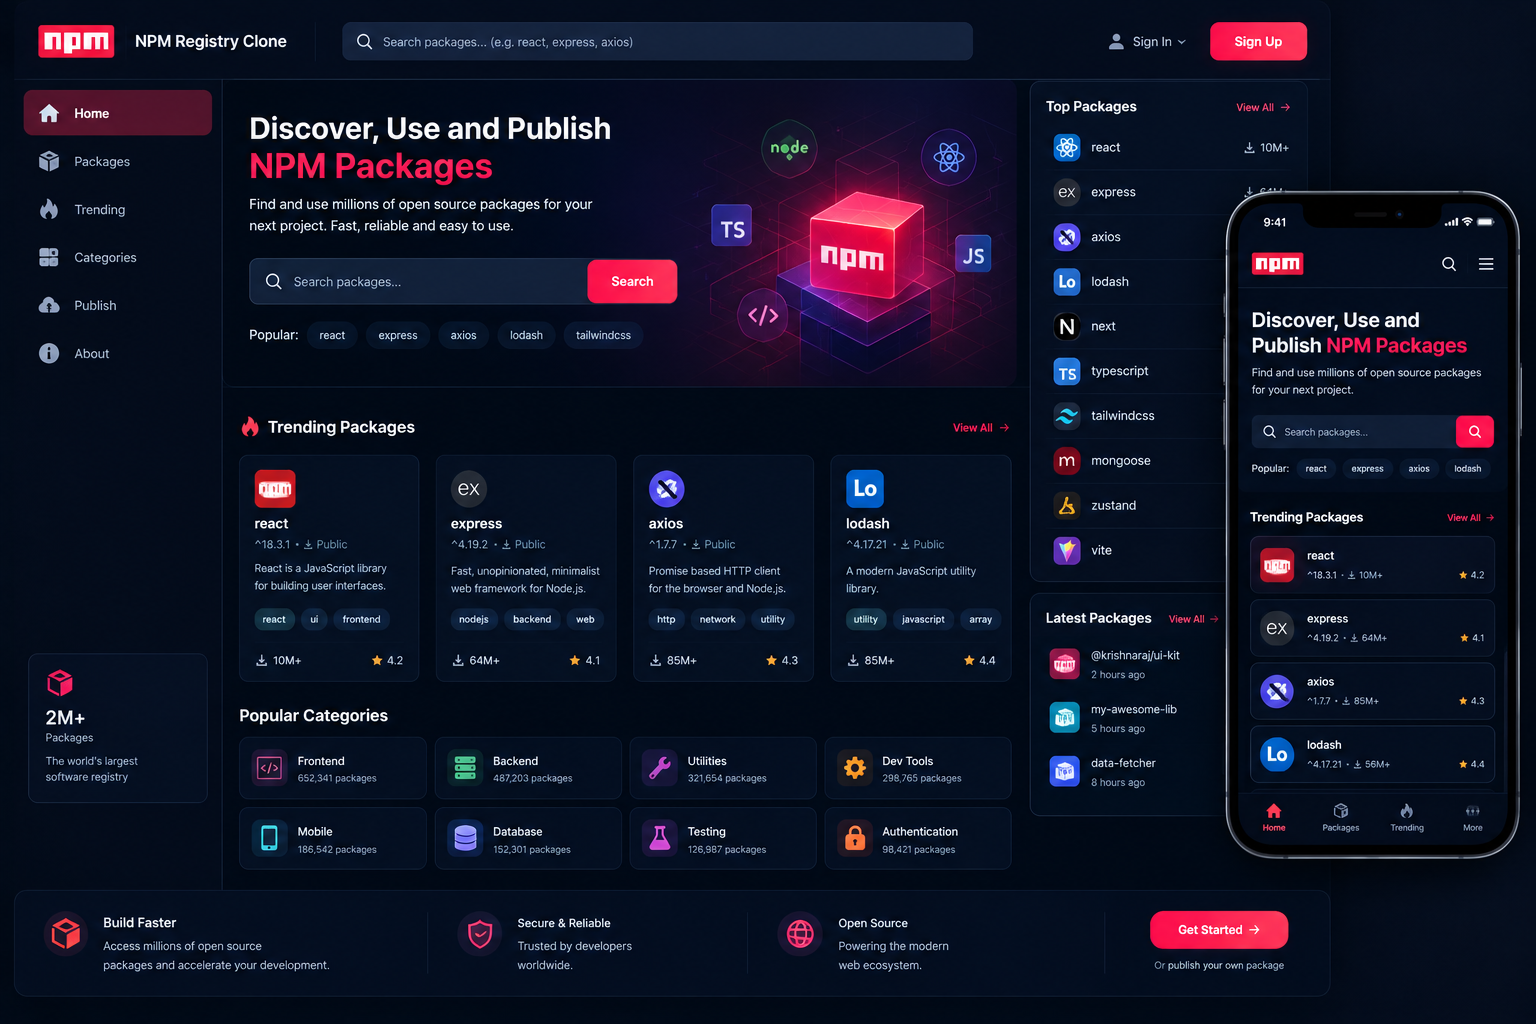 npm
NPM Registry Clone
Search packages... (e.g. react, express, axios)
Sign In
Sign Up
Home
Packages
Trending
Categories
Publish
About
2M+
Packages
The world's largest
software registry
Discover, Use and Publish
NPM Packages
Find and use millions of open source packages for your
next project. Fast, reliable and easy to use.
Search packages...
Search
Popular:
react
express
axios
lodash
tailwindcss
node
TS
npm
JS
</>
Trending Packages
View All →
react
^18.3.1 • Public
React is a JavaScript library
for building user interfaces.
react
ui
frontend
10M+
4.2
ex
express
^4.19.2 • Public
Fast, unopinionated, minimalist
web framework for Node.js.
nodejs
backend
web
64M+
4.1
axios
^1.7.7 • Public
Promise based HTTP client
for the browser and Node.js.
http
network
utility
85M+
4.3
Lo
lodash
^4.17.21 • Public
A modern JavaScript utility
library.
utility
javascript
array
85M+
4.4
Popular Categories
</>
Frontend
652,341 packages
Backend
487,203 packages
Utilities
321,654 packages
Dev Tools
298,765 packages
Mobile
186,542 packages
Database
152,301 packages
Testing
126,987 packages
Authentication
98,421 packages
Top Packages
View All →
react
10M+
ex
express
64M+
axios
Lo
lodash
N
next
TS
typescript
tailwindcss
m
mongoose
zustand
vite
Latest Packages
View All →
@krishnaraj/ui-kit
2 hours ago
my-awesome-lib
5 hours ago
data-fetcher
8 hours ago
9:41
npm
Discover, Use and
Publish NPM Packages
Find and use millions of open source packages
for your next project.
Search packages...
Popular:
react
express
axios
lodash
Trending Packages
View All →
react
^18.3.1 • 10M+
4.2
ex
express
^4.19.2 • 64M+
4.1
axios
^1.7.7 • 85M+
4.3
Lo
lodash
^4.17.21 • 56M+
4.4
Home
Packages
Trending
More
Build Faster
Access millions of open source
packages and accelerate your development.
Secure & Reliable
Trusted by developers
worldwide.
Open Source
Powering the modern
web ecosystem.
Get Started →
Or publish your own package